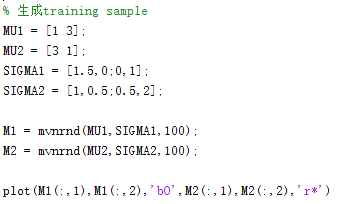 % 生成training sample
MU1 = [1 3];
MU2 = [3 1];
SIGMA1 = [1.5,0;0,1];
SIGMA2 = [1,0.5;0.5,2];
M1 = mvnrnd(MU1,SIGMA1,100);
M2 = mvnrnd(MU2,SIGMA2,100);
plot(M1(:,1),M1(:,2),'bO',M2(:,1),M2(:,2),'r*')